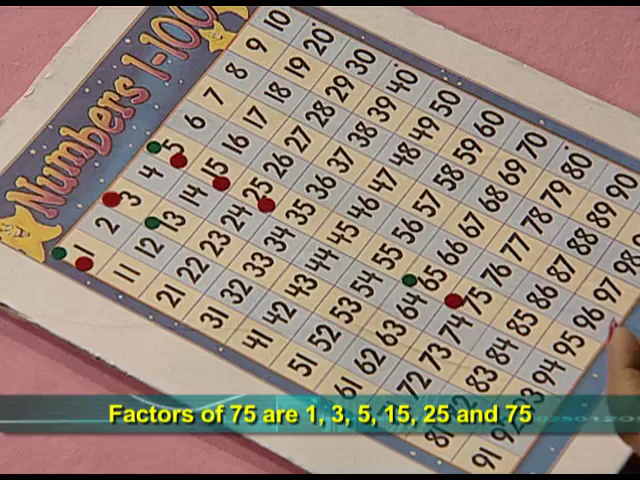 Numbers 1-100
1 2 3 4 5 6 7 8 9 10
11 12 13 14 15 16 17 18 19 20
21 22 23 24 25 26 27 28 29 30
31 32 33 34 35 36 37 38 39 40
41 42 43 44 45 46 47 48 49 50
51 52 53 54 55 56 57 58 59 60
61 62 63 64 65 66 67 68 69 70
72 73 74 75 76 77 78 79 80
81 82 83 84 85 86 87 88 89 90
91 92 93 94 95 96 97 98
Factors of 75 are 1, 3, 5, 15, 25 and 75